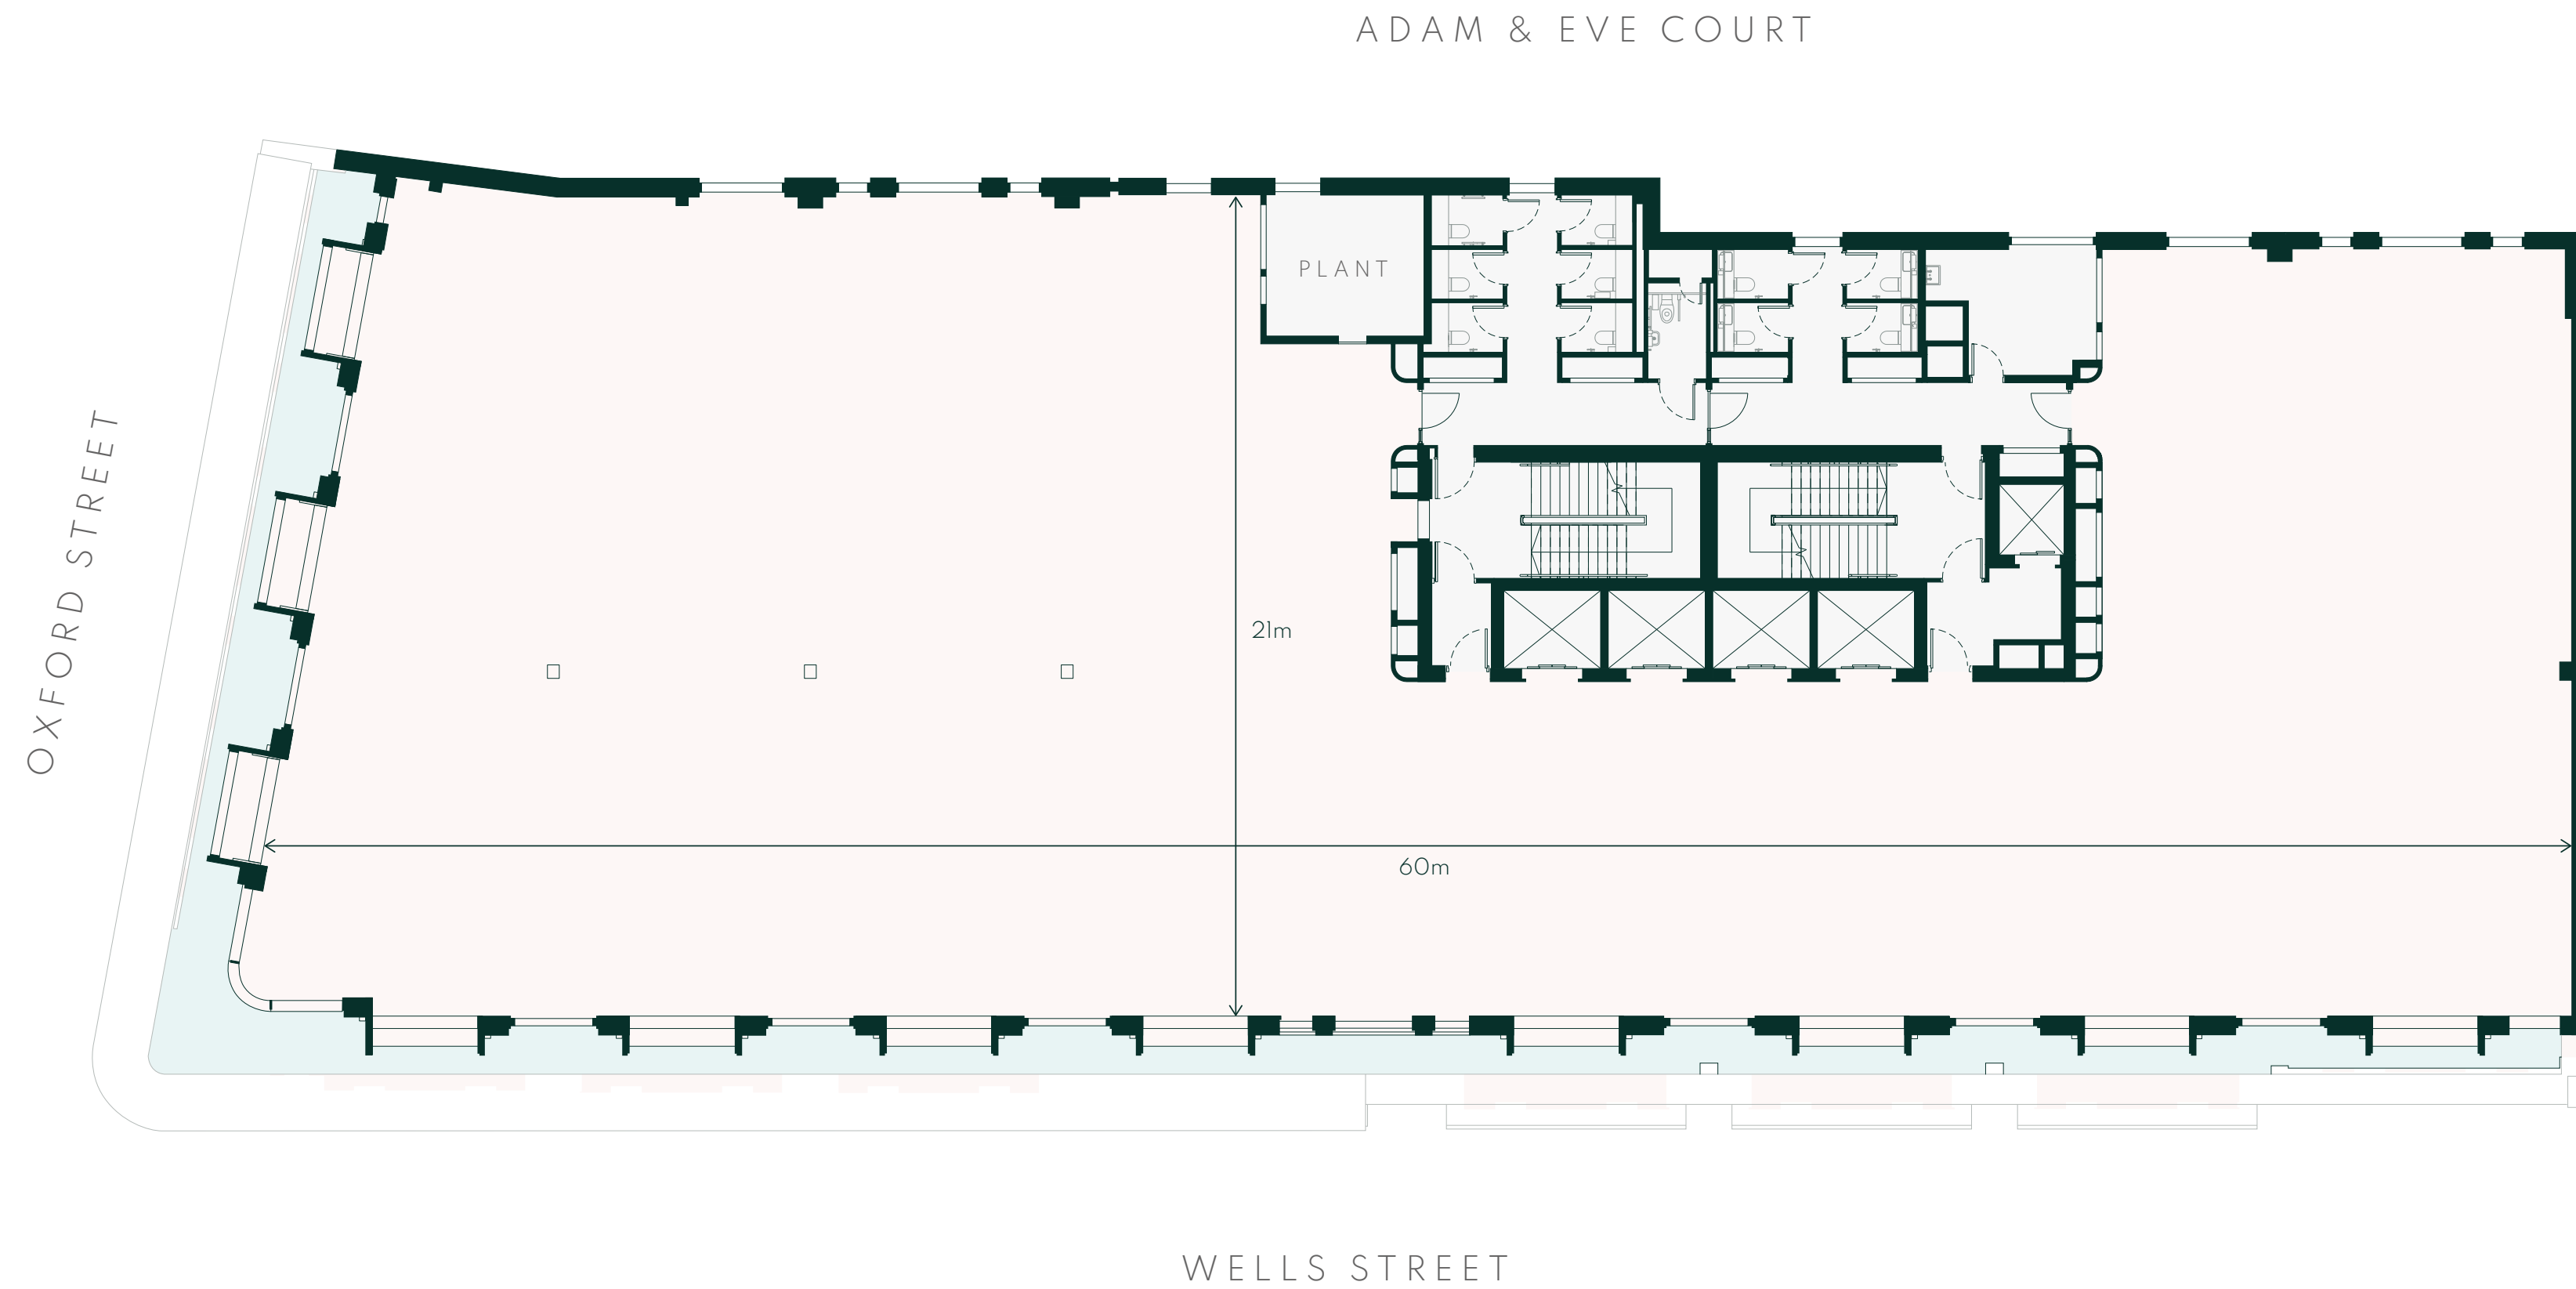 ADAM & EVE COURT
PLANT
OXFORD STREET
21m
60m
WELLS STREET